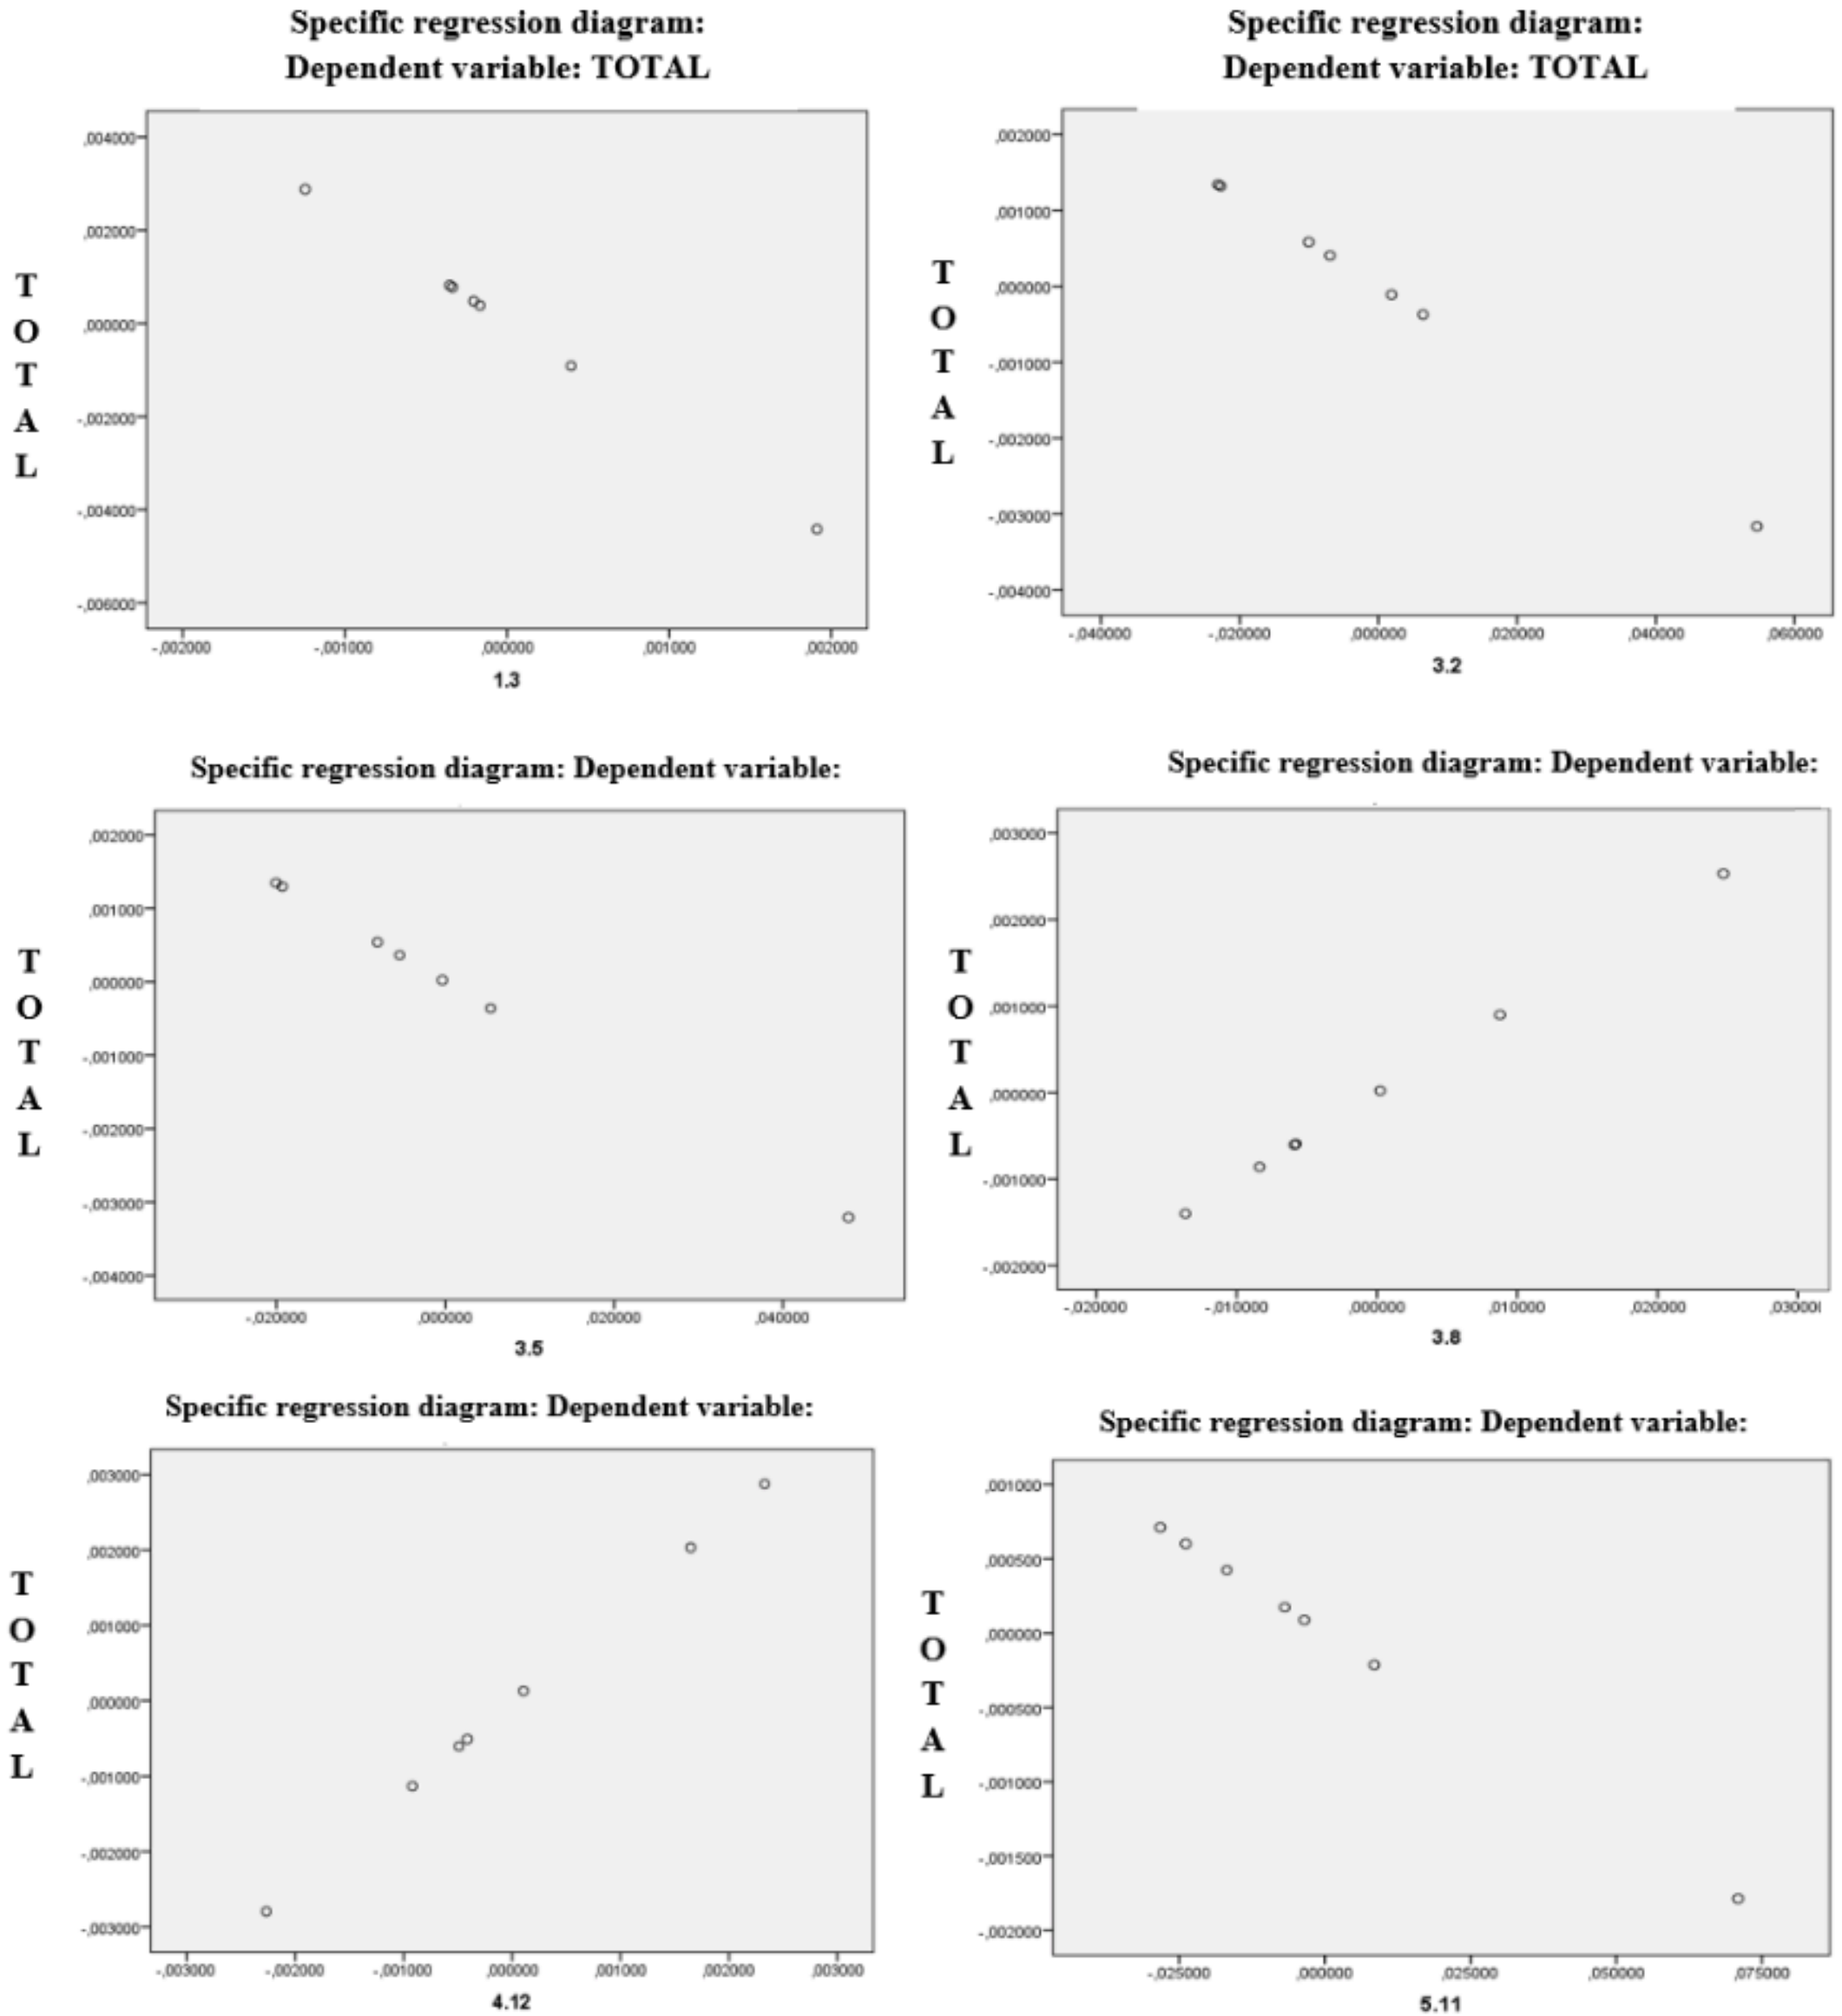 Specific regression diagram:
Dependent variable: TOTAL
,004000
,002000
,000000
-,002000
-,004000
-,006000
T
O
T
A
L
-,002000 -,001000 ,000000 ,001000 ,002000
1.3
Specific regression diagram:
Dependent variable: TOTAL
,002000
,001000
,000000
-,001000
-,002000
-,003000
-,004000
T
O
T
A
L
-,040000 -,020000 ,000000 ,020000 ,040000 ,060000
3.2
Specific regression diagram: Dependent variable:
,002000
,001000
,000000
-,001000
-,002000
-,003000
-,004000
T
O
T
A
L
-,020000 ,000000 ,020000 ,040000
3.5
Specific regression diagram: Dependent variable:
,003000
,002000
,001000
,000000
-,001000
-,002000
T
O
T
A
L
-,020000 -,010000 ,000000 ,010000 ,020000 ,030000
3.8
Specific regression diagram: Dependent variable:
,003000
,002000
,001000
,000000
-,001000
-,002000
-,003000
T
O
T
A
L
-,003000 -,002000 -,001000 ,000000 ,001000 ,002000 ,003000
4.12
Specific regression diagram: Dependent variable:
,001000
,000500
,000000
-,000500
-,001000
-,001500
-,002000
T
O
T
A
L
-,025000 ,000000 ,025000 ,050000 ,075000
5.11